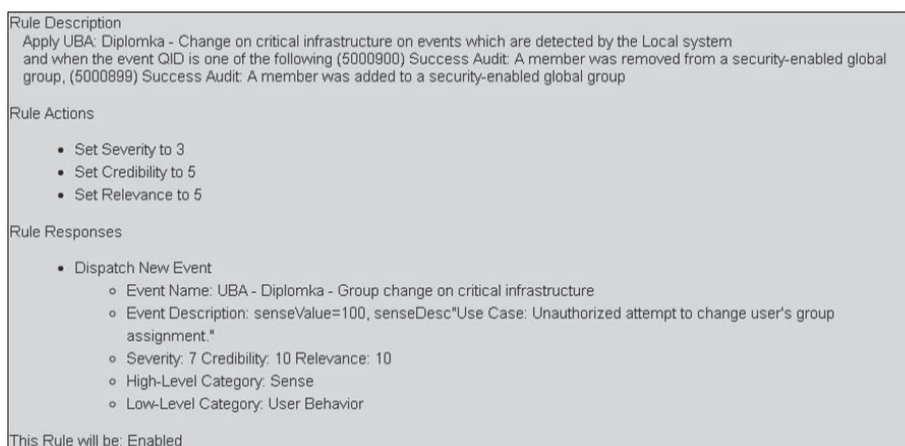 Rule Description
Apply UBA: Diplomka - Change on critical infrastructure on events which are detected by the Local system
and when the event QID is one of the following (5000900) Success Audit: A member was removed from a security-enabled global
group, (5000899) Success Audit: A member was added to a security-enabled global group
Rule Actions
• Set Severity to 3
• Set Credibility to 5
• Set Relevance to 5
Rule Responses
• Dispatch New Event
○ Event Name: UBA - Diplomka - Group change on critical infrastructure
○ Event Description: senseValue=100, senseDesc"Use Case: Unauthorized attempt to change user's group
assignment."
○ Severity: 7 Credibility: 10 Relevance: 10
○ High-Level Category: Sense
○ Low-Level Category: User Behavior
This Rule will be: Enabled